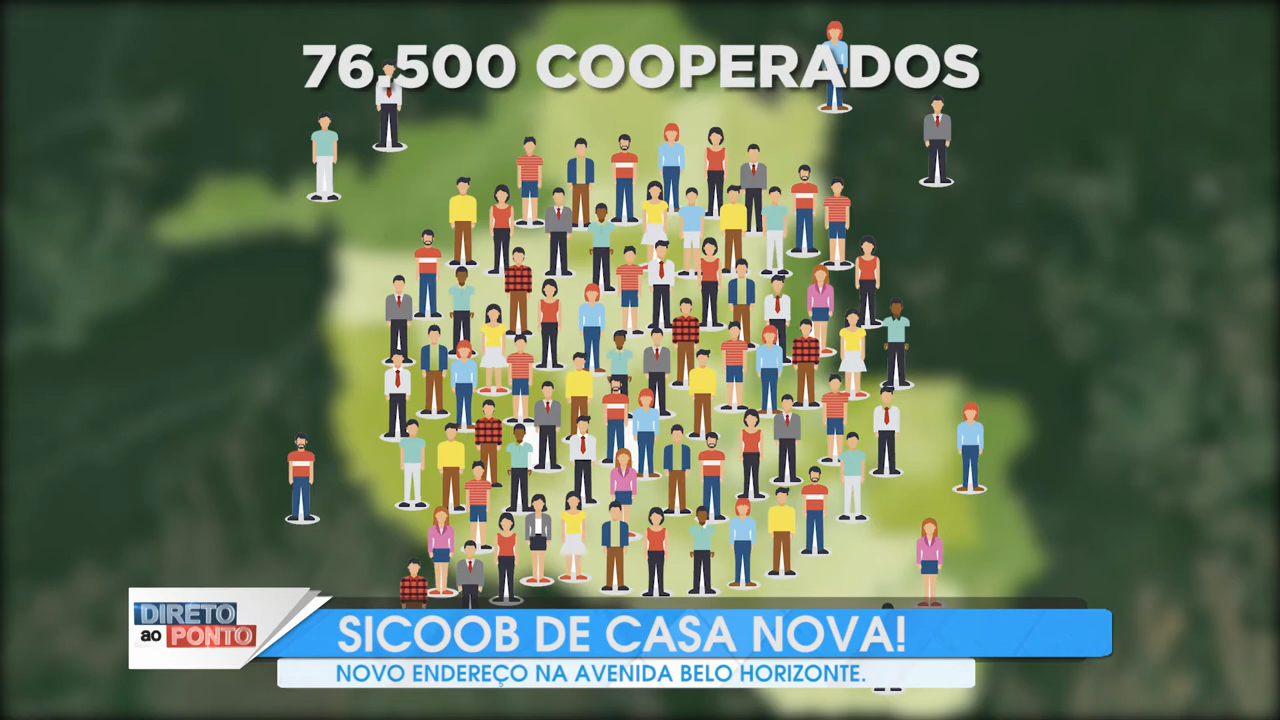 76.500 COOPERADOS
DIRETO
ao PONTO
SICOOB DE CASA NOVA!
NOVO ENDEREÇO NA AVENIDA BELO HORIZONTE.